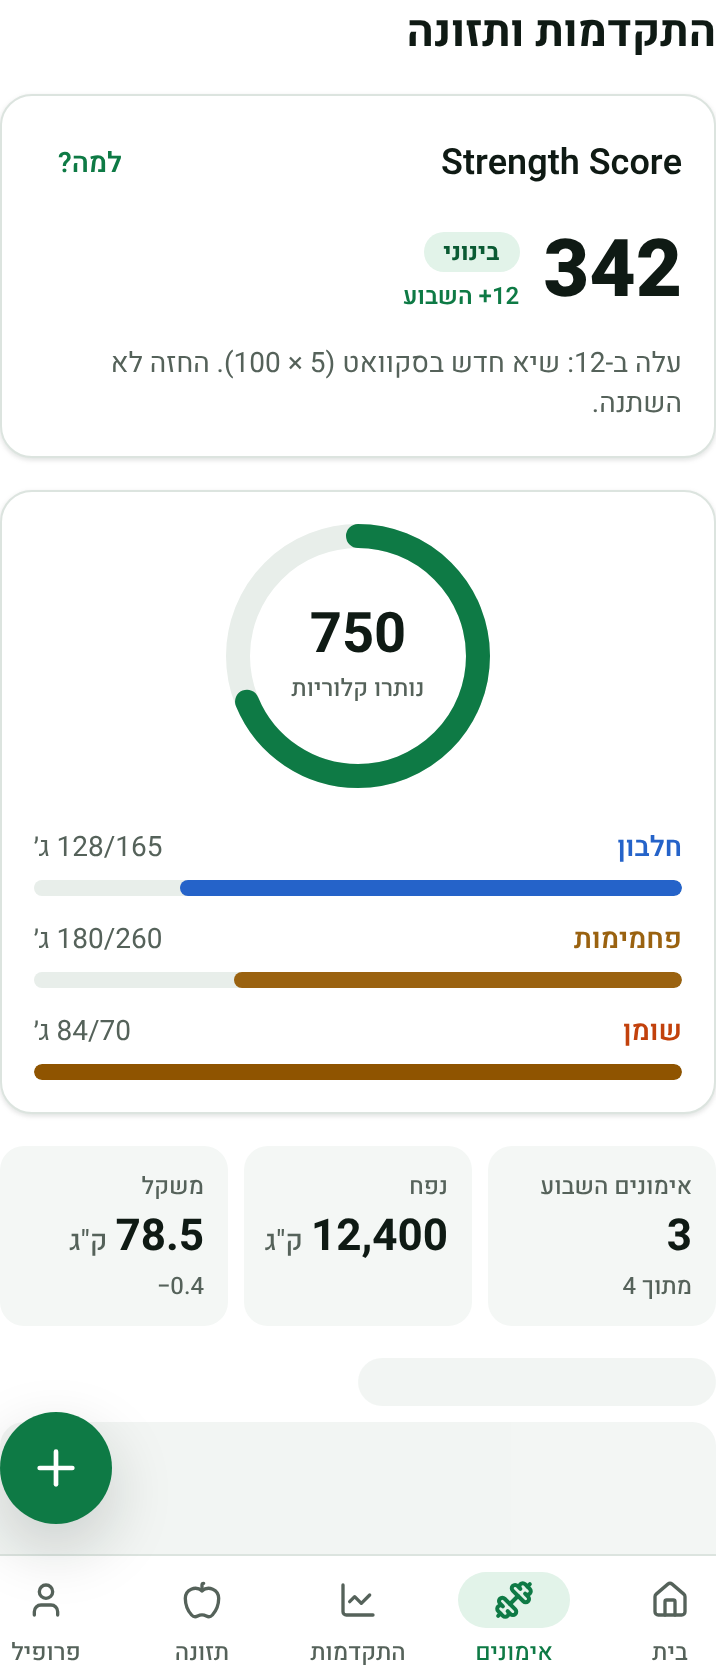 התקדמות ותזונה
Strength Score
למה?
342
בינוני
+12 השבוע
עלה ב-12: שיא חדש בסקוואט (5 × 100). החזה לא
השתנה.
750
נותרו קלוריות
חלבון
128/165 ג׳
פחמימות
180/260 ג׳
שומן
84/70 ג׳
אימונים השבוע
3
מתוך 4
נפח
12,400 ק"ג
משקל
78.5 ק"ג
−0.4
בית
אימונים
התקדמות
תזונה
פרופיל